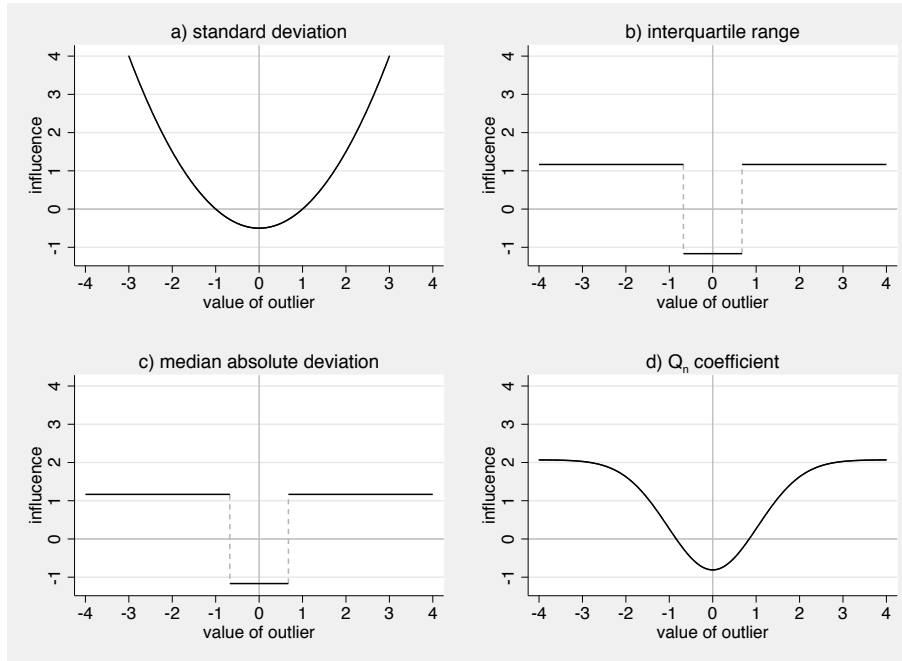 a) standard deviation
4
3
2
1
0
-1
influcence
-4 -3 -2 -1 0 1 2 3 4
value of outlier
b) interquartile range
4
3
2
1
0
-1
influcence
-4 -3 -2 -1 0 1 2 3 4
value of outlier
c) median absolute deviation
4
3
2
1
0
-1
influcence
-4 -3 -2 -1 0 1 2 3 4
value of outlier
d) Qn coefficient
4
3
2
1
0
-1
influcence
-4 -3 -2 -1 0 1 2 3 4
value of outlier